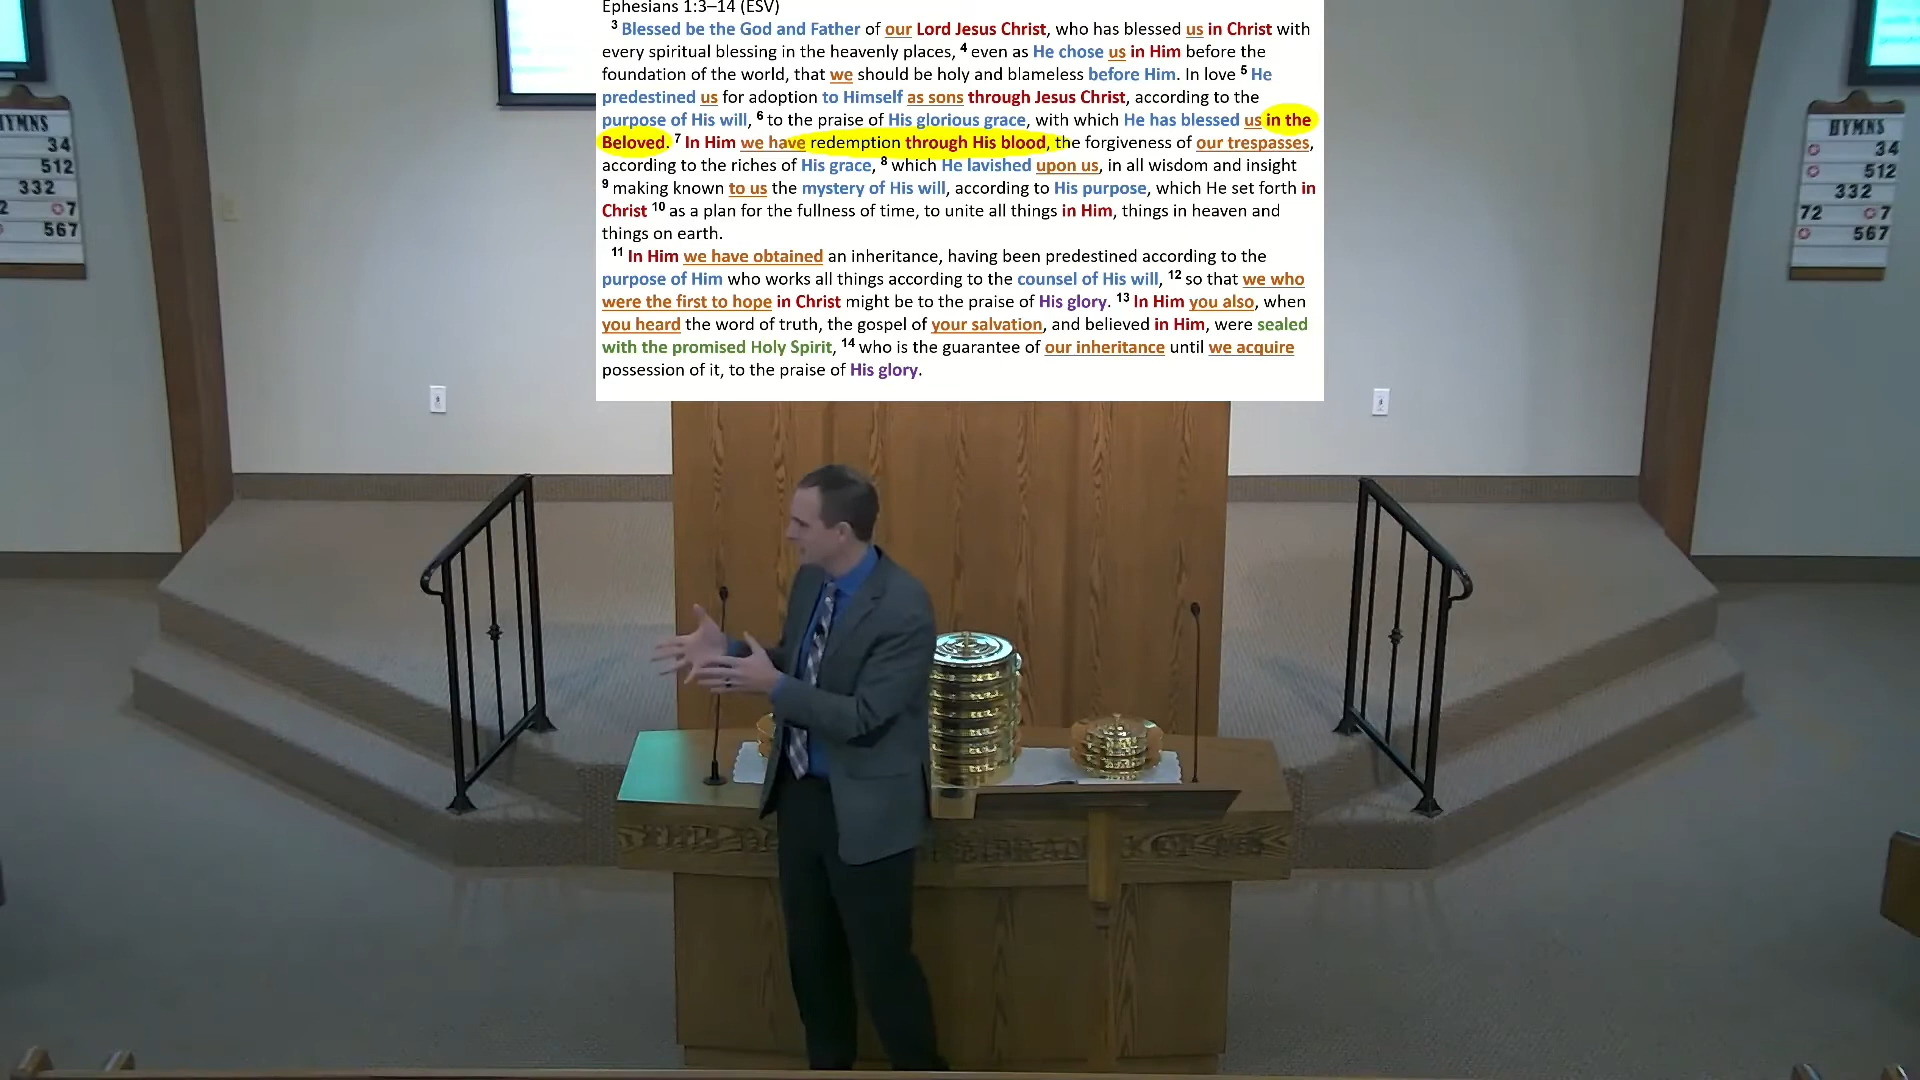 Ephesians 1:3–14 (ESV)
3 Blessed be the God and Father of our Lord Jesus Christ, who has blessed us in Christ with
every spiritual blessing in the heavenly places, 4 even as He chose us in Him before the
foundation of the world, that we should be holy and blameless before Him. In love 5 He
predestined us for adoption to Himself as sons through Jesus Christ, according to the
purpose of His will, 6 to the praise of His glorious grace, with which He has blessed us in the
Beloved. 7 In Him we have redemption through His blood, the forgiveness of our trespasses,
according to the riches of His grace, 8 which He lavished upon us, in all wisdom and insight
9 making known to us the mystery of His will, according to His purpose, which He set forth in
Christ 10 as a plan for the fullness of time, to unite all things in Him, things in heaven and
things on earth.
11 In Him we have obtained an inheritance, having been predestined according to the
purpose of Him who works all things according to the counsel of His will, 12 so that we who
were the first to hope in Christ might be to the praise of His glory. 13 In Him you also, when
you heard the word of truth, the gospel of your salvation, and believed in Him, were sealed
with the promised Holy Spirit, 14 who is the guarantee of our inheritance until we acquire
possession of it, to the praise of His glory.
HYMNS
34
512
332
2 7
567
HYMNS
34
512
332
72 7
567